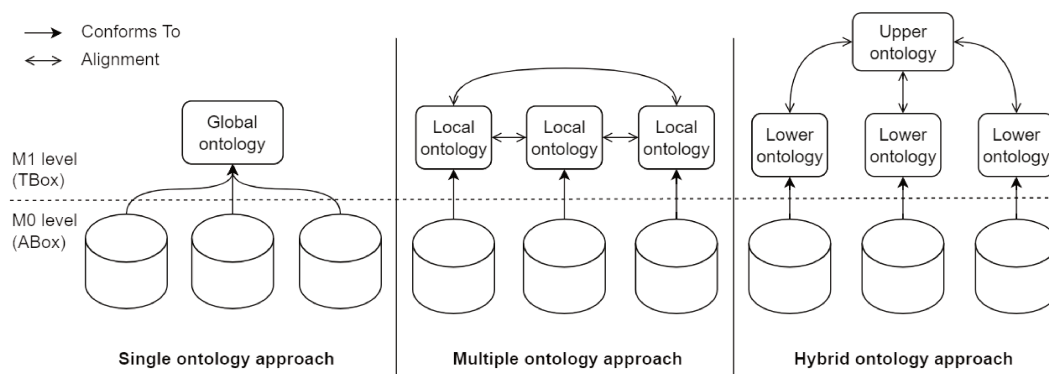 Conforms To
Alignment
M1 level
(TBox)
M0 level
(ABox)
Global
ontology
Single ontology approach
Local
ontology
Local
ontology
Local
ontology
Multiple ontology approach
Upper
ontology
Lower
ontology
Lower
ontology
Lower
ontology
Hybrid ontology approach